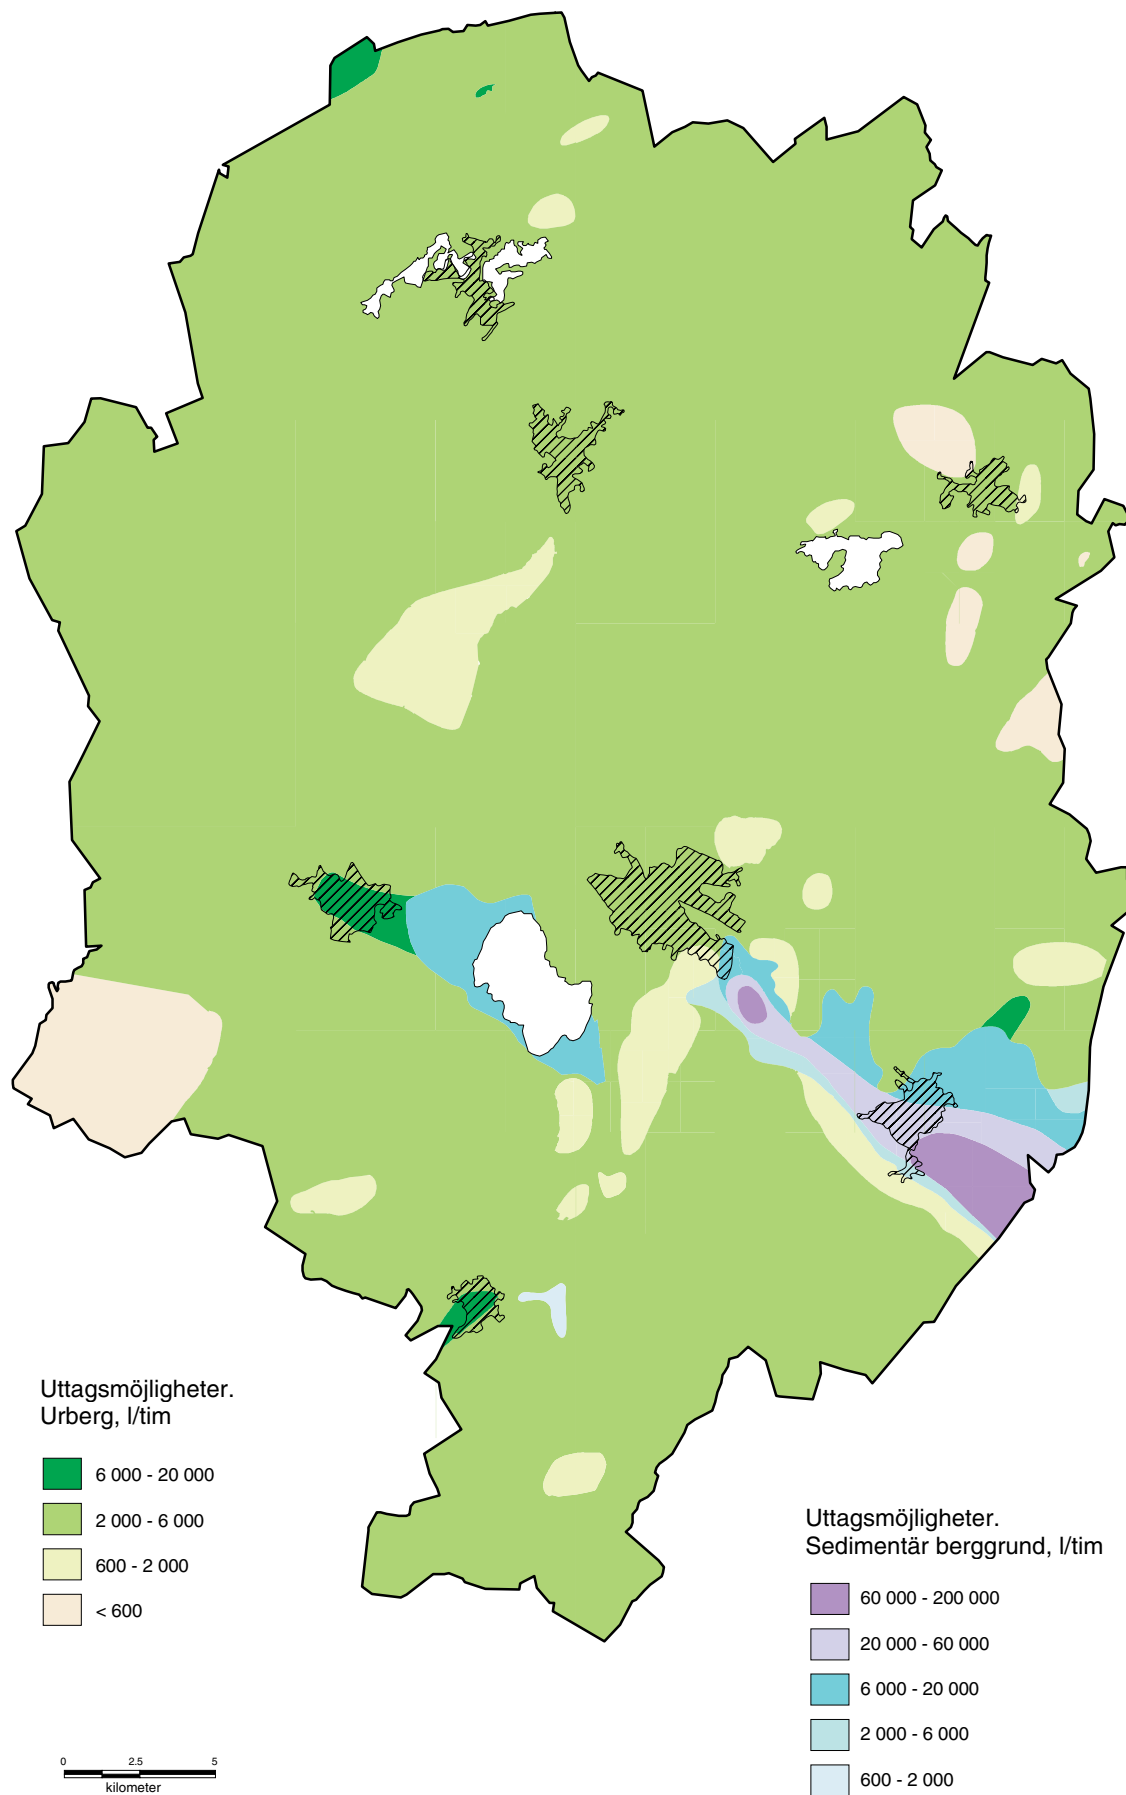 Uttagsmöjligheter.
Urberg, l/tim
6 000 - 20 000
2 000 - 6 000
600 - 2 000
< 600
Uttagsmöjligheter.
Sedimentär berggrund, l/tim
60 000 - 200 000
20 000 - 60 000
6 000 - 20 000
2 000 - 6 000
600 - 2 000
0 2.5 5
kilometer